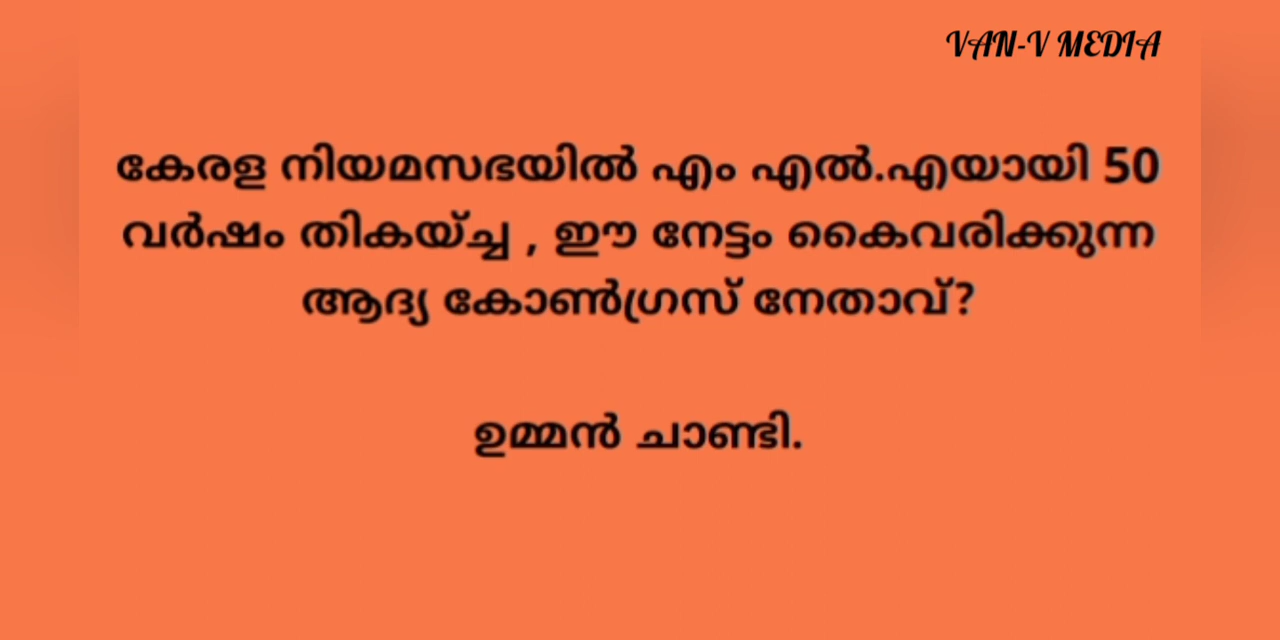 VAN-V MEDIA
കേരള നിയമസഭയിൽ എം എൽ.എയായി 50
വർഷം തികയ്ച്ച , ഈ നേട്ടം കൈവരിക്കുന്ന
ആദ്യ കോൺഗ്രസ് നേതാവ്?
ഉമ്മൻ ചാണ്ടി.